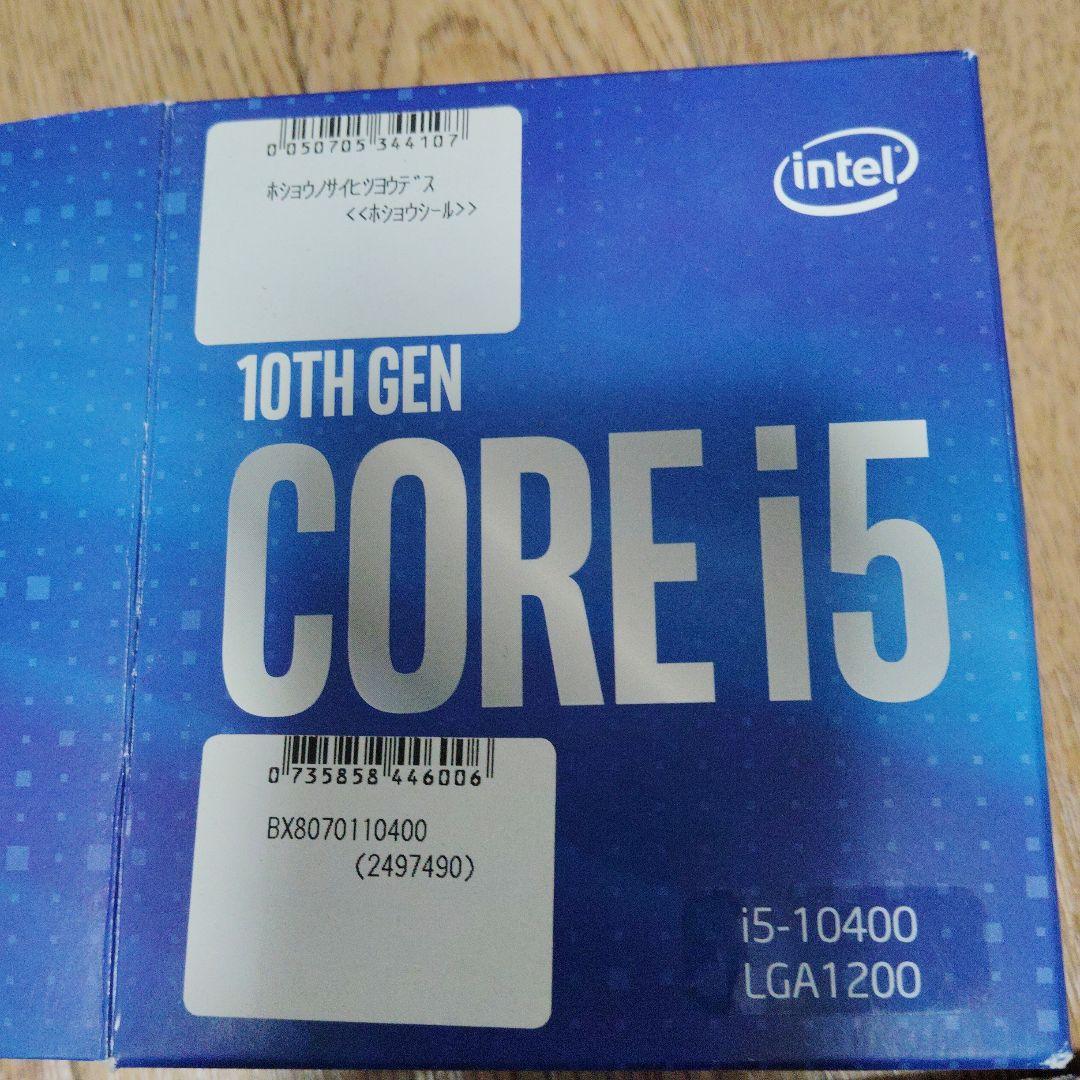 0 050705 344107
ﾎｼｮｳﾉｻｲﾋﾂﾖｳﾃﾞｽ
<<ﾎｼｮｳｼｰﾙ>>
intel
10TH GEN
CORE i5
0 735858 446006
BX8070110400
(2497490)
i5-10400
LGA1200